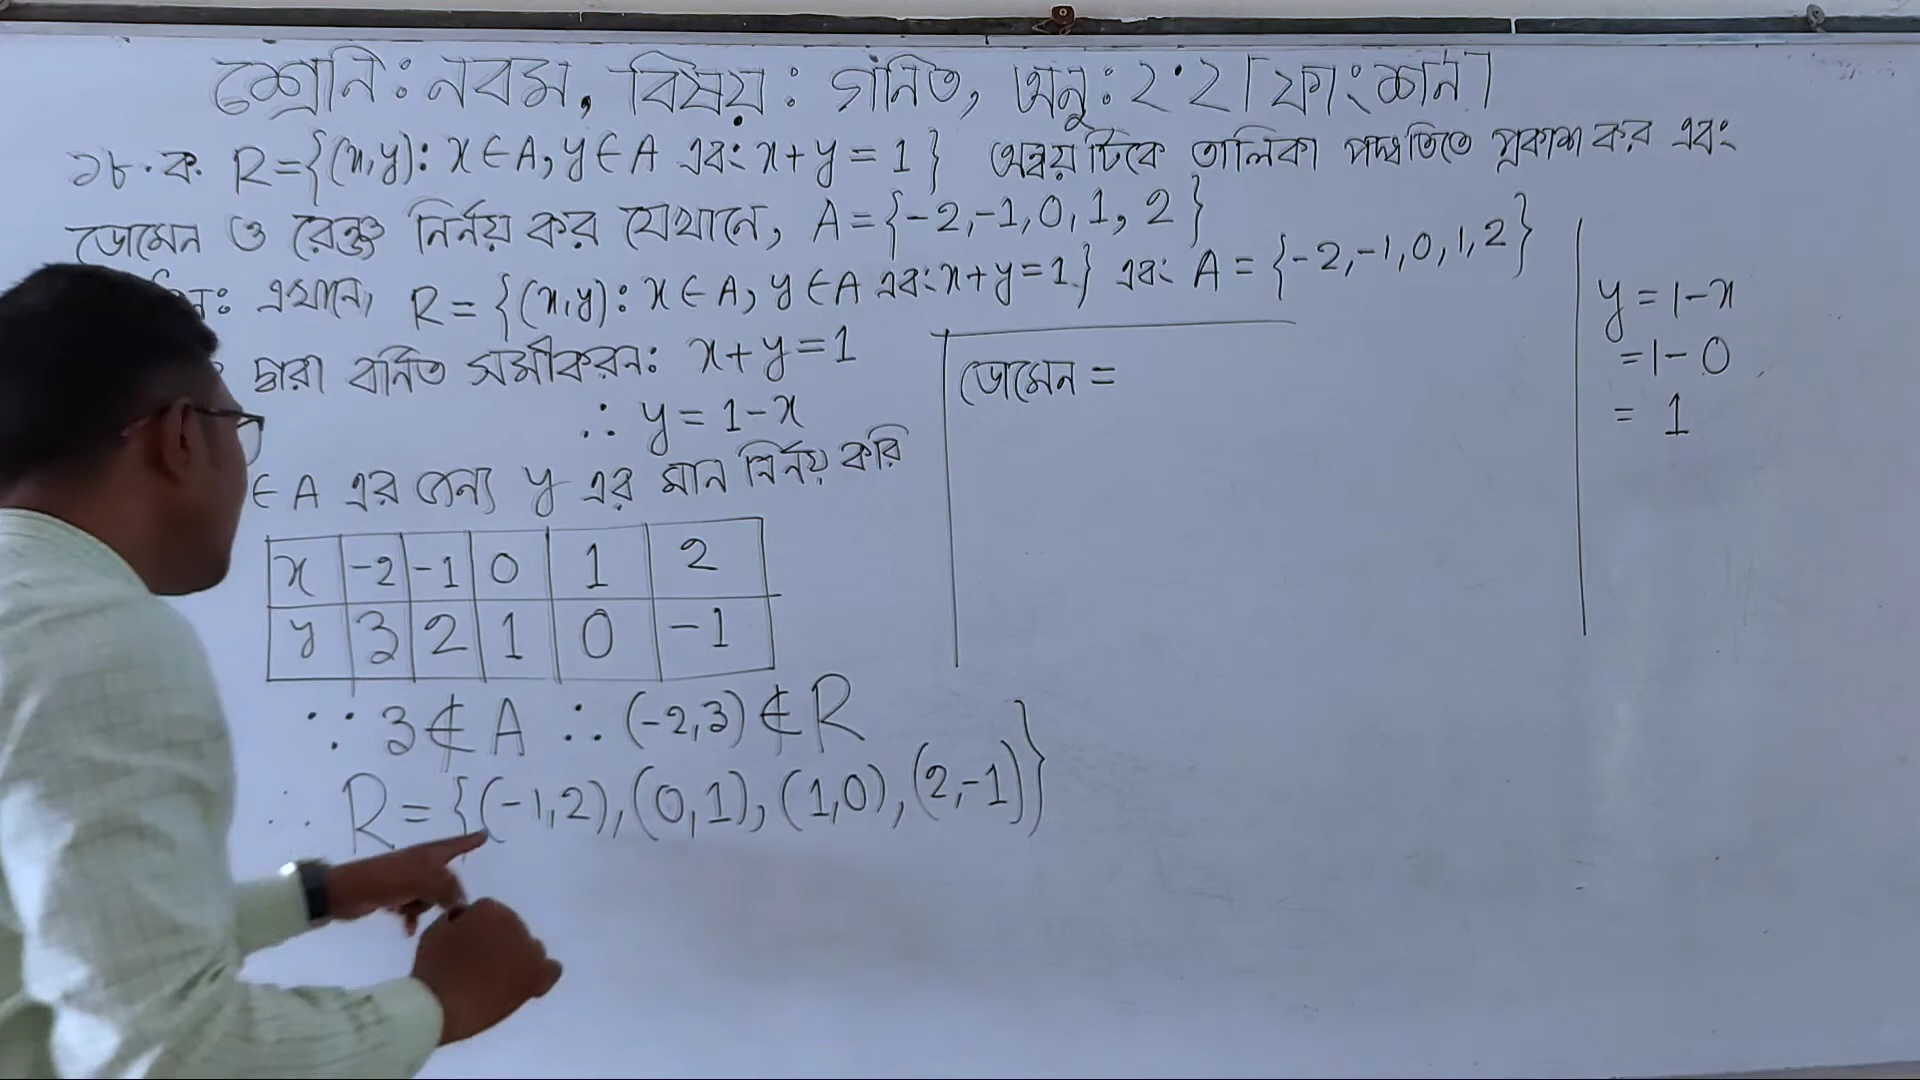 শ্রেনি : নবম, বিষয় : গনিত, অনু : ২.২ [ফাংশন]
১৮. ক. R = {(x,y) : x ∈ A, y ∈ A এবং x + y = 1} অন্বয়টিকে তালিকা পদ্ধতিতে প্রকাশ কর এবং
ডোমেন ও রেঞ্জ নির্নয় কর যেখানে, A = {-2, -1, 0, 1, 2}
এখানে, R = {(x,y) : x ∈ A, y ∈ A এবং x + y = 1} এবং A = {-2, -1, 0, 1, 2}
দ্বারা বর্নিত সমীকরন: x + y = 1
∴ y = 1 - x
∈ A এর জন্য y এর মান নির্নয় করি
x -2 -1 0 1 2
y 3 2 1 0 -1
∵ 3 ∉ A ∴ (-2,3) ∉ R
∴ R = {(-1,2), (0,1), (1,0), (2,-1)}
ডোমেন =
y = 1 - x
= 1 - 0
= 1